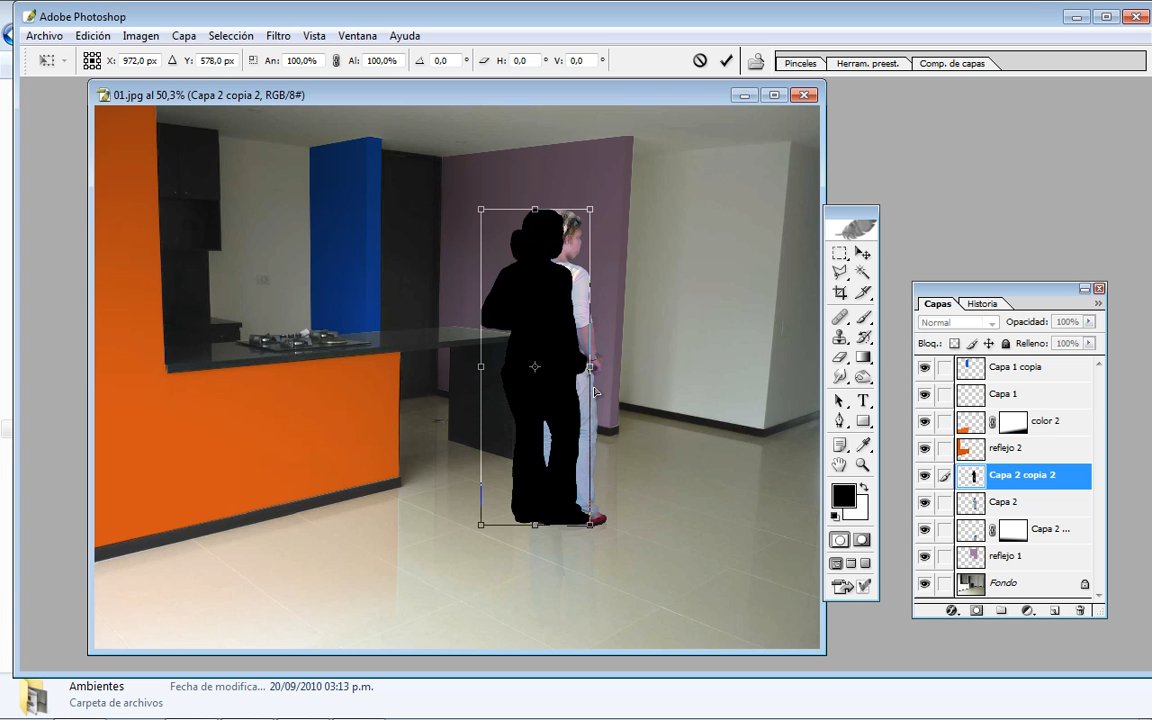 Adobe Photoshop
Archivo Edición Imagen Capa Selección Filtro Vista Ventana Ayuda
X: 972,0 px Y: 578,0 px An: 100,0% Al: 100,0% 0,0 ° H: 0,0 ° V: 0,0 ° Pinceles Herram. preest. Comp. de capas
01.jpg al 50,3% (Capa 2 copia 2, RGB/8#)
Capas Historia
Normal Opacidad: 100%
Bloq.: Relleno: 100%
Capa 1 copia
Capa 1
color 2
reflejo 2
Capa 2 copia 2
Capa 2
Capa 2 ...
reflejo 1
Fondo
Ambientes Fecha de modifica... 20/09/2010 03:13 p.m.
Carpeta de archivos